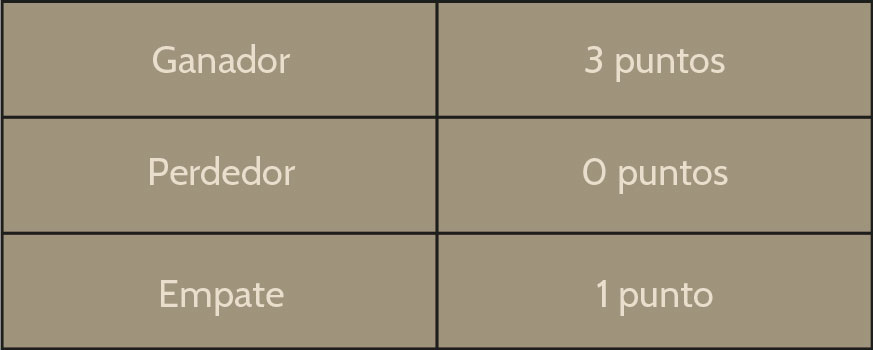 Ganador 3 puntos
Perdedor 0 puntos
Empate 1 punto